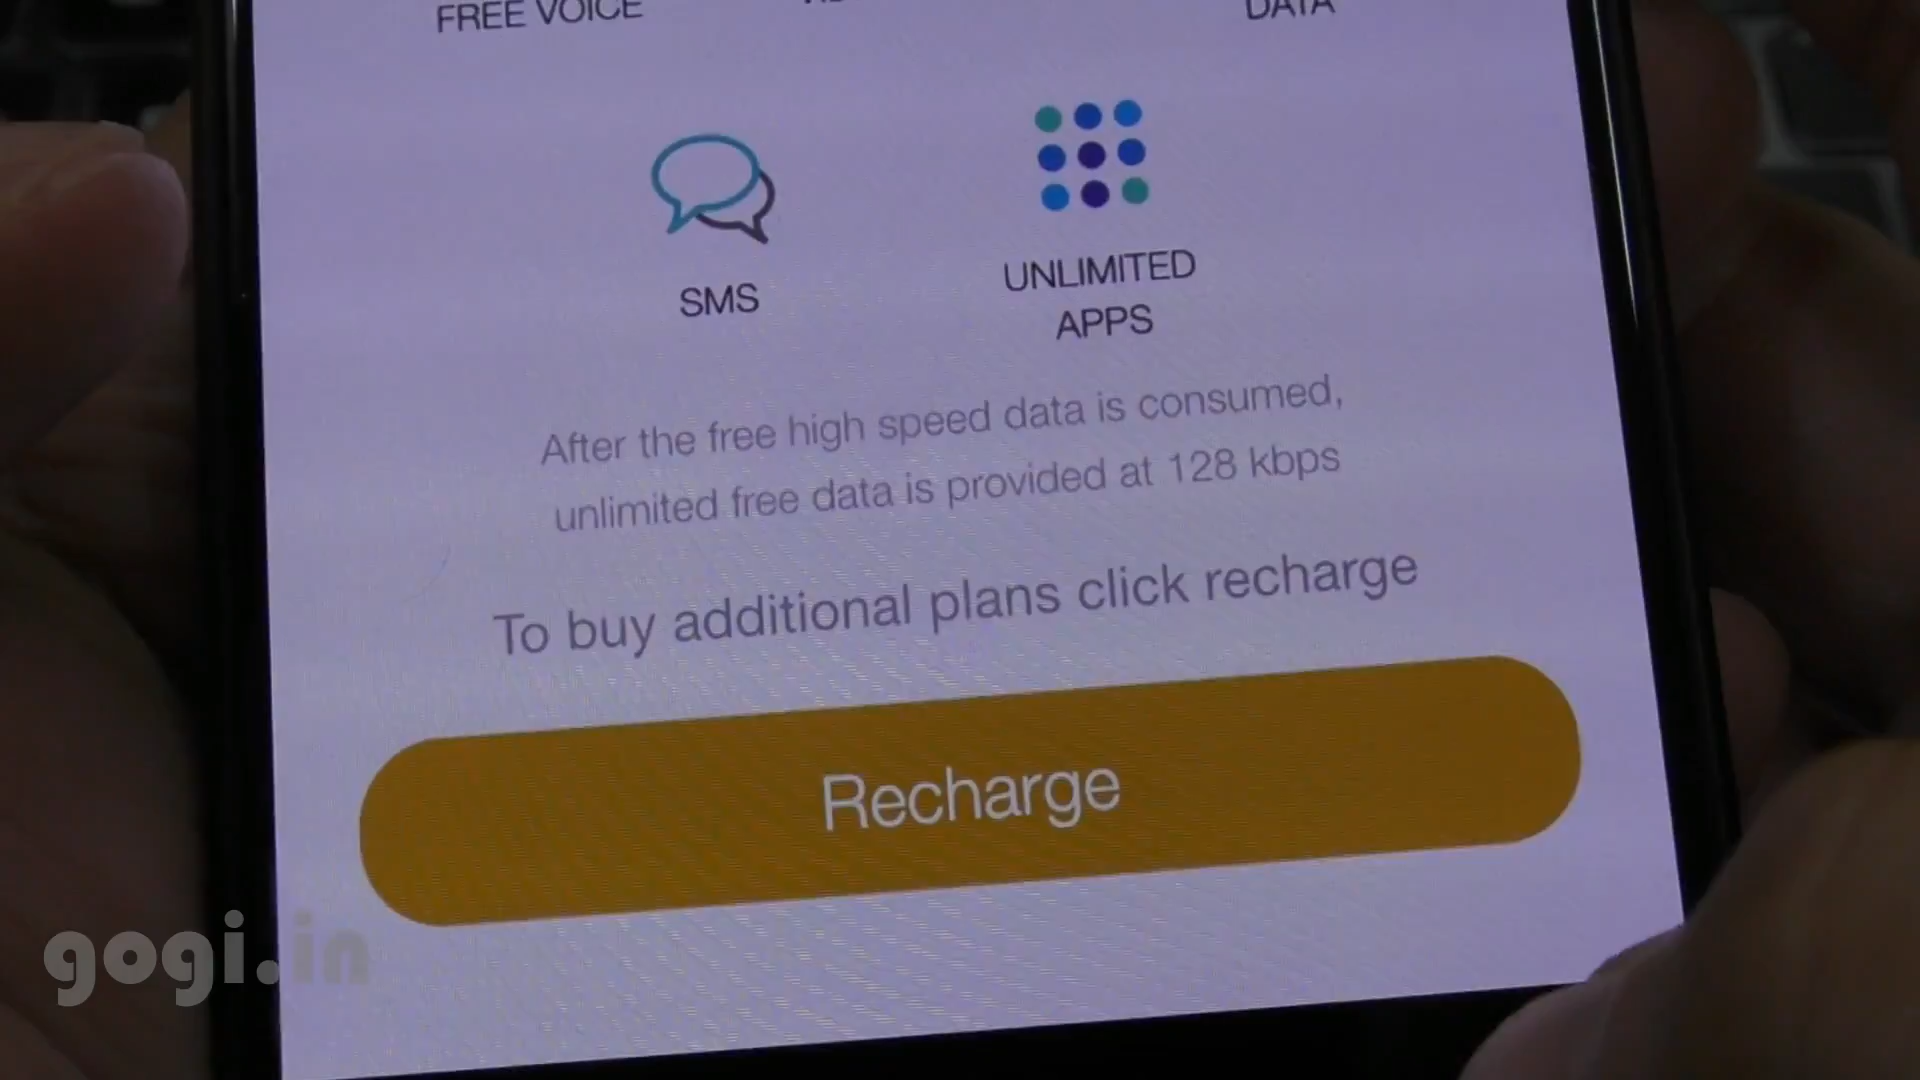 FREE VOICE
DATA
SMS
UNLIMITED
APPS
After the free high speed data is consumed,
unlimited free data is provided at 128 kbps
To buy additional plans click recharge
Recharge
gogi.in